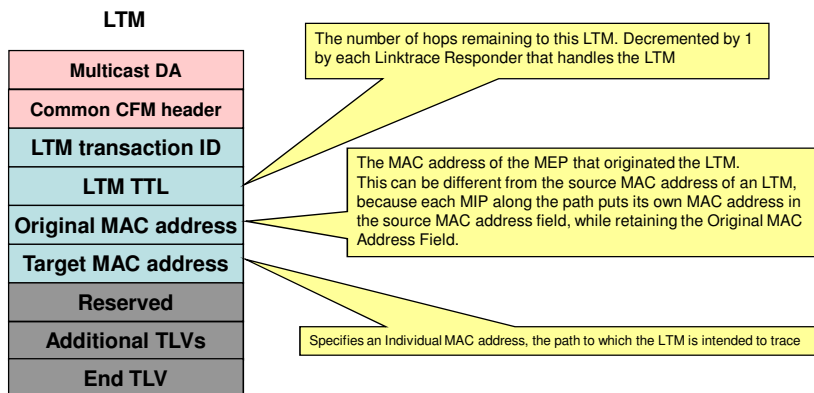 LTM
Multicast DA
Common CFM header
LTM transaction ID
LTM TTL
Original MAC address
Target MAC address
Reserved
Additional TLVs
End TLV
The number of hops remaining to this LTM. Decremented by 1
by each Linktrace Responder that handles the LTM
The MAC address of the MEP that originated the LTM.
This can be different from the source MAC address of an LTM,
because each MIP along the path puts its own MAC address in
the source MAC address field, while retaining the Original MAC
Address Field.
Specifies an Individual MAC address, the path to which the LTM is intended to trace